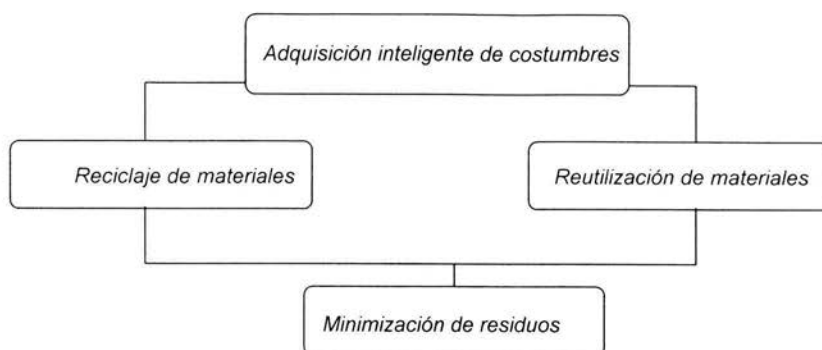 Adquisición inteligente de costumbres
Reciclaje de materiales
Reutilización de materiales
Minimización de residuos